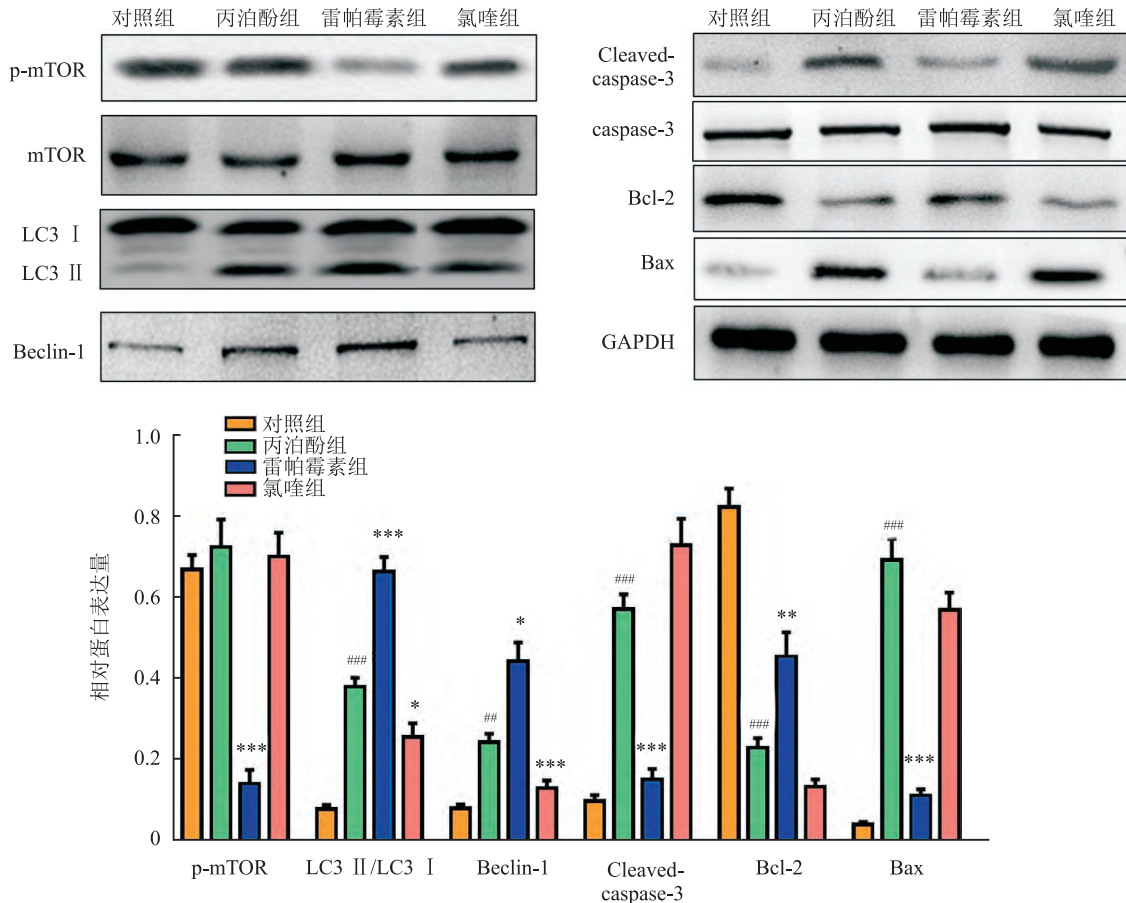 对照组 丙泊酚组 雷帕霉素组 氯喹组
p-mTOR
mTOR
LC3 Ⅰ
LC3 Ⅱ
Beclin-1
对照组 丙泊酚组 雷帕霉素组 氯喹组
Cleaved-
caspase-3
caspase-3
Bcl-2
Bax
GAPDH
对照组
丙泊酚组
雷帕霉素组
氯喹组
相对蛋白表达量
1.0
0.8
0.6
0.4
0.2
0
***
###
***
*
##
*
***
###
***
###
**
###
***
p-mTOR
LC3 Ⅱ/LC3 Ⅰ
Beclin-1
Cleaved-
caspase-3
Bcl-2
Bax